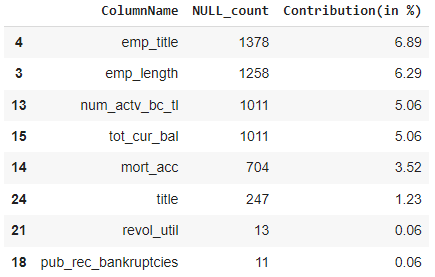 ColumnName NULL_count Contribution(in %)
4 emp_title 1378 6.89
3 emp_length 1258 6.29
13 num_actv_bc_tl 1011 5.06
15 tot_cur_bal 1011 5.06
14 mort_acc 704 3.52
24 title 247 1.23
21 revol_util 13 0.06
18 pub_rec_bankruptcies 11 0.06